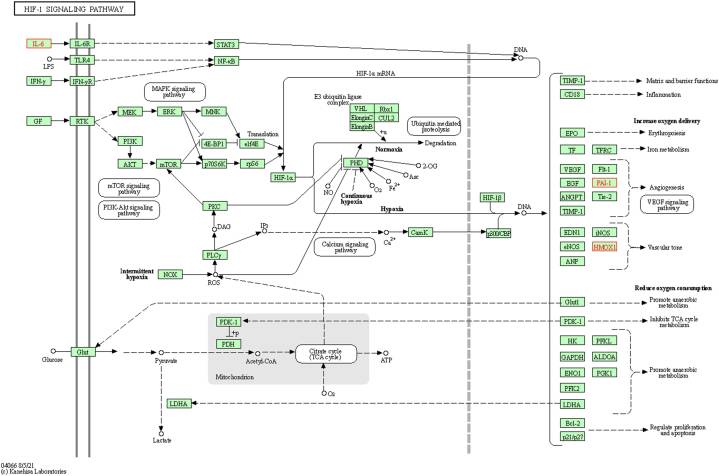 HIF-1 SIGNALING PATHWAY
IL-6
IL-6R
STAT3
DNA
LPS
TLR4
NF-κB
IFN-γ
IFN-γR
HIF-1α mRNA
MAPK signaling
pathway
GF
RTK
MEK
ERK
MNK
PI3K
4E-BP1
eIf4E
Translation
AKT
mTOR
p70S6K
rpS6
HIF-1α
mTOR signaling
pathway
PI3K-Akt signaling
pathway
E3 ubiquitin ligase
complex
VHL
Rbx1
ElonginC
CUL2
ElonginB
+u
Ubiquitin mediated
proteolysis
Degradation
Normoxia
PHD
2-OG
Asc
Fe2+
O2
NO
Continuous
hypoxia
Hypoxia
HIF-1β
p300/CBP
DNA
PKC
DAG
IP3
PLCγ
Calcium signaling
pathway
Ca2+
CamK
Intermittent
hypoxia
NOX
ROS
TIMP-1
Matrix and barrier functions
CD18
Inflammation
Increase oxygen delivery
EPO
Erythropoiesis
TF
TFRC
Iron metabolism
VEGF
Flt-1
EGF
PAI-1
Angiogenesis
ANGPT
Tie-2
TIMP-1
VEGF signaling
pathway
EDN1
iNOS
eNOS
HMOX1
Vascular tone
ANP
Reduce oxygen consumption
Glut1
Promote anaerobic
metabolism
PDK-1
Inhibits TCA cycle
metabolism
HK
PFKL
GAPDH
ALDOA
ENO1
PGK1
PFK2
LDHA
Promote anaerobic
metabolism
Bcl-2
p21/p27
Regulate proliferation
and apoptosis
PDK-1
+p
PDH
Glucose
Glut
Pyruvate
Acetyl-CoA
Citrate cycle
(TCA cycle)
ATP
Mitochondrion
O2
LDHA
Lactate
04066 8/5/21
(c) Kanehisa Laboratories